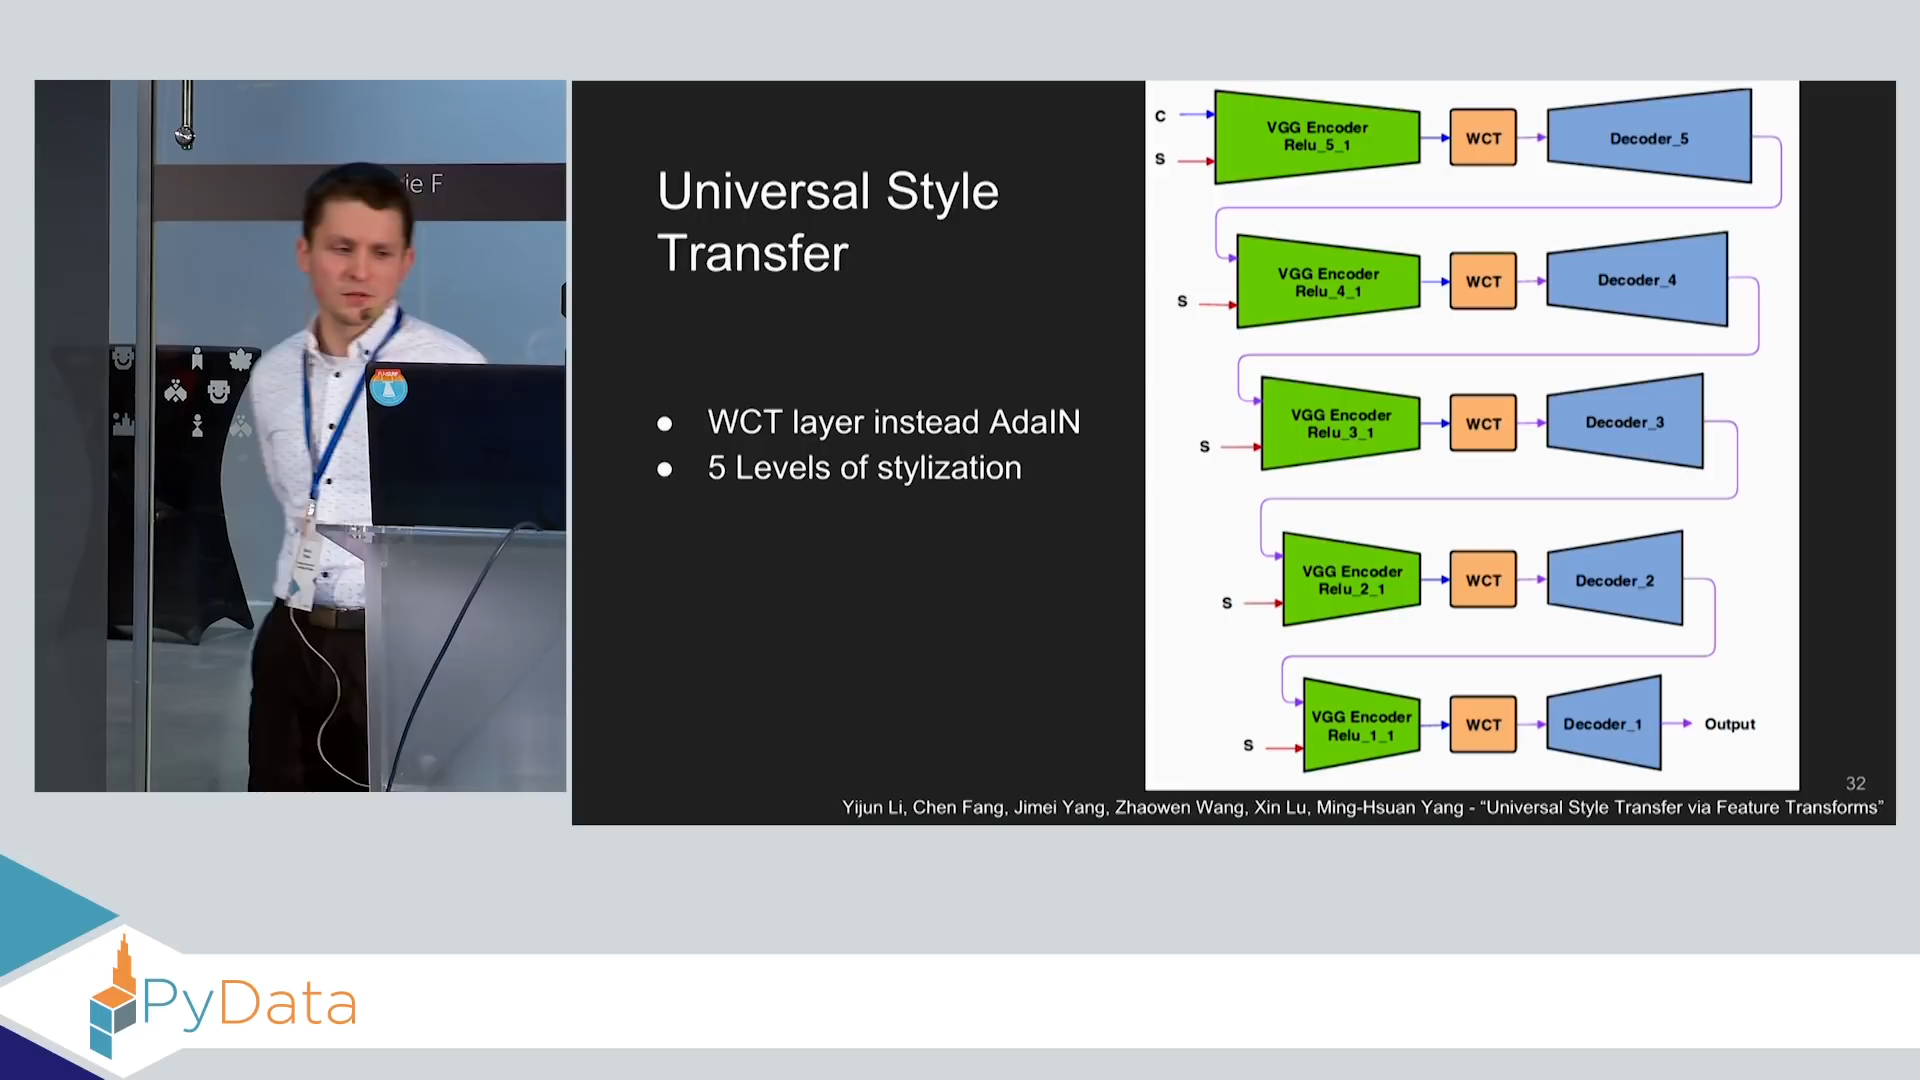 ie F
Universal Style
Transfer
● WCT layer instead AdaIN
● 5 Levels of stylization
C
S
VGG Encoder
Relu_5_1
WCT
Decoder_5
S
VGG Encoder
Relu_4_1
WCT
Decoder_4
S
VGG Encoder
Relu_3_1
WCT
Decoder_3
S
VGG Encoder
Relu_2_1
WCT
Decoder_2
S
VGG Encoder
Relu_1_1
WCT
Decoder_1
Output
32
Yijun Li, Chen Fang, Jimei Yang, Zhaowen Wang, Xin Lu, Ming-Hsuan Yang - “Universal Style Transfer via Feature Transforms”
PyData